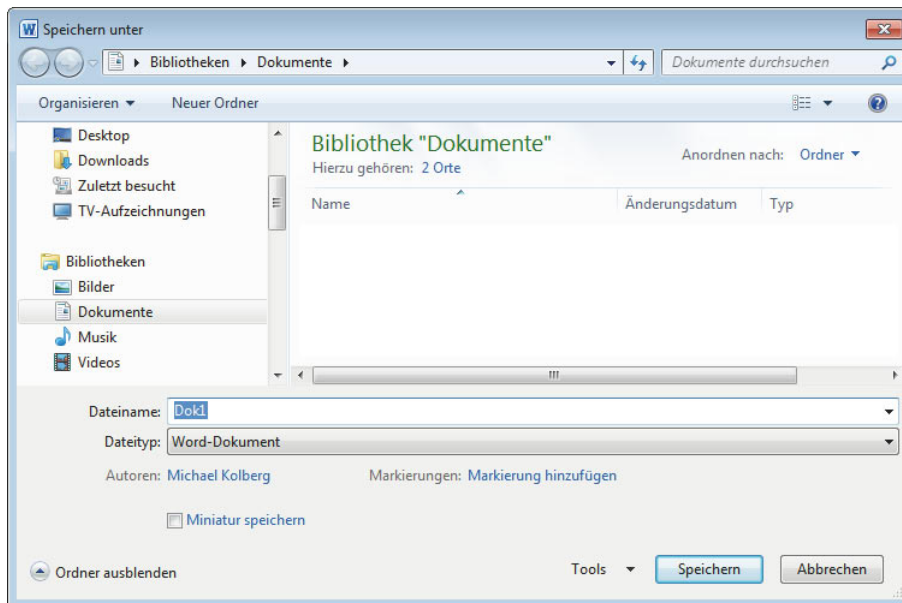 Speichern unter
Bibliotheken Dokumente
Dokumente durchsuchen
Organisieren Neuer Ordner
Desktop
Downloads
Zuletzt besucht
TV-Aufzeichnungen
Bibliotheken
Bilder
Dokumente
Musik
Videos
Bibliothek "Dokumente"
Hierzu gehören: 2 Orte
Anordnen nach: Ordner
Name Änderungsdatum Typ
Dateiname: Dok1
Dateityp: Word-Dokument
Autoren: Michael Kolberg Markierungen: Markierung hinzufügen
Miniatur speichern
Ordner ausblenden Tools Speichern Abbrechen